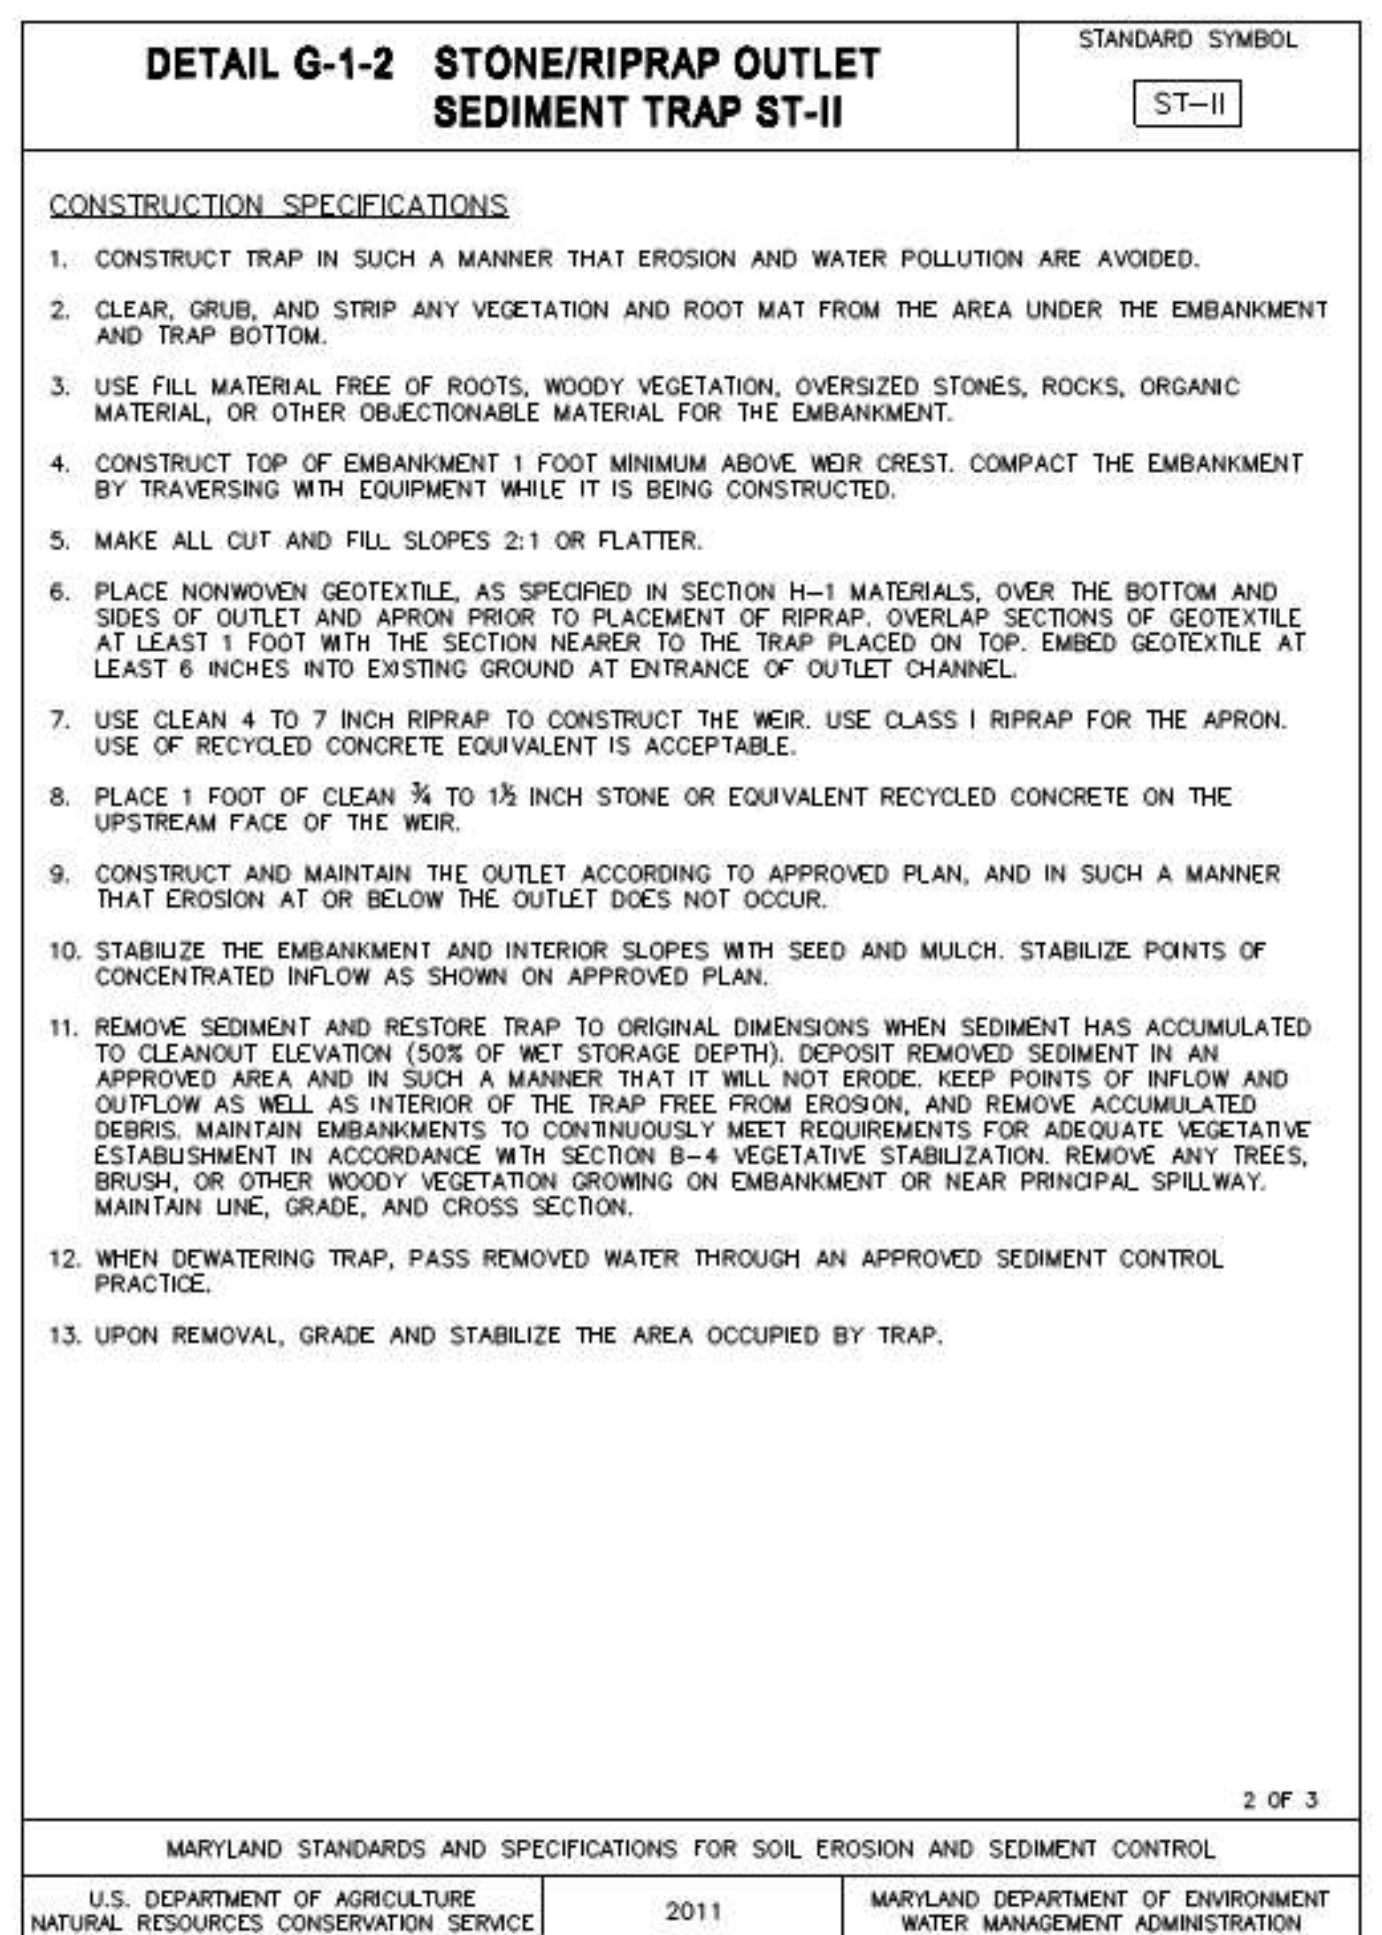 DETAIL G-1-2 STONE/RIPRAP OUTLET
SEDIMENT TRAP ST-II
STANDARD SYMBOL
ST-II
CONSTRUCTION SPECIFICATIONS
1. CONSTRUCT TRAP IN SUCH A MANNER THAT EROSION AND WATER POLLUTION ARE AVOIDED.
2. CLEAR, GRUB, AND STRIP ANY VEGETATION AND ROOT MAT FROM THE AREA UNDER THE EMBANKMENT
AND TRAP BOTTOM.
3. USE FILL MATERIAL FREE OF ROOTS, WOODY VEGETATION, OVERSIZED STONES, ROCKS, ORGANIC
MATERIAL, OR OTHER OBJECTIONABLE MATERIAL FOR THE EMBANKMENT.
4. CONSTRUCT TOP OF EMBANKMENT 1 FOOT MINIMUM ABOVE WEIR CREST. COMPACT THE EMBANKMENT
BY TRAVERSING WITH EQUIPMENT WHILE IT IS BEING CONSTRUCTED.
5. MAKE ALL CUT AND FILL SLOPES 2:1 OR FLATTER.
6. PLACE NONWOVEN GEOTEXTILE, AS SPECIFIED IN SECTION H-1 MATERIALS, OVER THE BOTTOM AND
SIDES OF OUTLET AND APRON PRIOR TO PLACEMENT OF RIPRAP. OVERLAP SECTIONS OF GEOTEXTILE
AT LEAST 1 FOOT WITH THE SECTION NEARER TO THE TRAP PLACED ON TOP. EMBED GEOTEXTILE AT
LEAST 6 INCHES INTO EXISTING GROUND AT ENTRANCE OF OUTLET CHANNEL.
7. USE CLEAN 4 TO 7 INCH RIPRAP TO CONSTRUCT THE WEIR. USE CLASS I RIPRAP FOR THE APRON.
USE OF RECYCLED CONCRETE EQUIVALENT IS ACCEPTABLE.
8. PLACE 1 FOOT OF CLEAN ¾ TO 1½ INCH STONE OR EQUIVALENT RECYCLED CONCRETE ON THE
UPSTREAM FACE OF THE WEIR.
9. CONSTRUCT AND MAINTAIN THE OUTLET ACCORDING TO APPROVED PLAN, AND IN SUCH A MANNER
THAT EROSION AT OR BELOW THE OUTLET DOES NOT OCCUR.
10. STABILIZE THE EMBANKMENT AND INTERIOR SLOPES WITH SEED AND MULCH. STABILIZE POINTS OF
CONCENTRATED INFLOW AS SHOWN ON APPROVED PLAN.
11. REMOVE SEDIMENT AND RESTORE TRAP TO ORIGINAL DIMENSIONS WHEN SEDIMENT HAS ACCUMULATED
TO CLEANOUT ELEVATION (50% OF WET STORAGE DEPTH). DEPOSIT REMOVED SEDIMENT IN AN
APPROVED AREA AND IN SUCH A MANNER THAT IT WILL NOT ERODE. KEEP POINTS OF INFLOW AND
OUTFLOW AS WELL AS INTERIOR OF THE TRAP FREE FROM EROSION, AND REMOVE ACCUMULATED
DEBRIS. MAINTAIN EMBANKMENTS TO CONTINUOUSLY MEET REQUIREMENTS FOR ADEQUATE VEGETATIVE
ESTABLISHMENT IN ACCORDANCE WITH SECTION B-4 VEGETATIVE STABILIZATION. REMOVE ANY TREES,
BRUSH, OR OTHER WOODY VEGETATION GROWING ON EMBANKMENT OR NEAR PRINCIPAL SPILLWAY.
MAINTAIN LINE, GRADE, AND CROSS SECTION.
12. WHEN DEWATERING TRAP, PASS REMOVED WATER THROUGH AN APPROVED SEDIMENT CONTROL
PRACTICE.
13. UPON REMOVAL, GRADE AND STABILIZE THE AREA OCCUPIED BY TRAP.
2 OF 3
MARYLAND STANDARDS AND SPECIFICATIONS FOR SOIL EROSION AND SEDIMENT CONTROL
U.S. DEPARTMENT OF AGRICULTURE
NATURAL RESOURCES CONSERVATION SERVICE
2011
MARYLAND DEPARTMENT OF ENVIRONMENT
WATER MANAGEMENT ADMINISTRATION